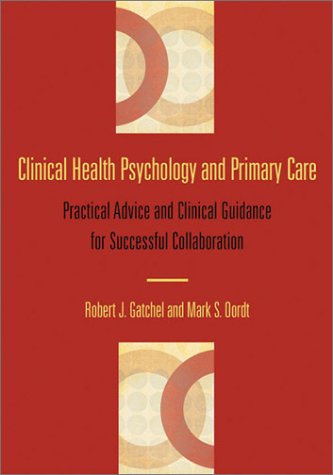 Clinical Health Psychology and Primary Care
Practical Advice and Clinical Guidance
for Successful Collaboration
Robert J. Gatchel and Mark S. Oordt